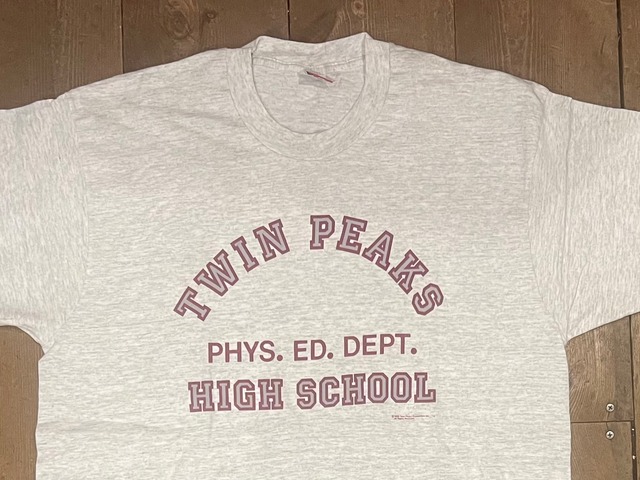 TWIN PEAKS
PHYS. ED. DEPT.
HIGH SCHOOL